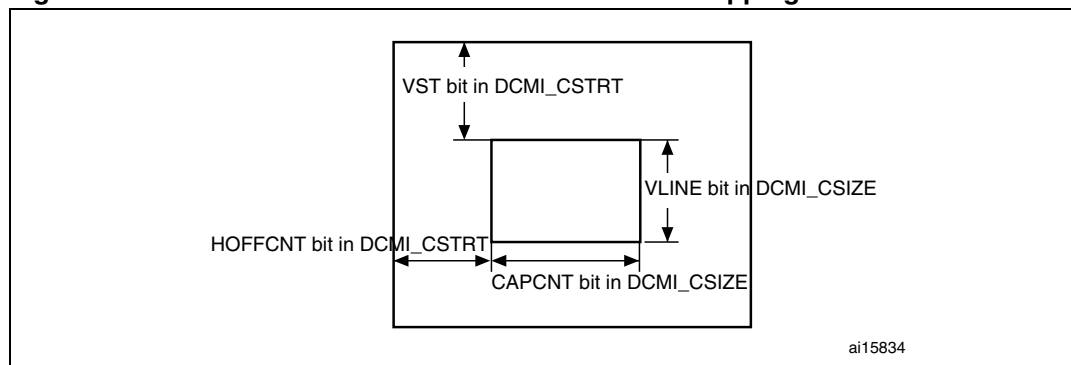 VST bit in DCMI_CSTRT
VLINE bit in DCMI_CSIZE
HOFFCNT bit in DCMI_CSTRT
CAPCNT bit in DCMI_CSIZE
ai15834